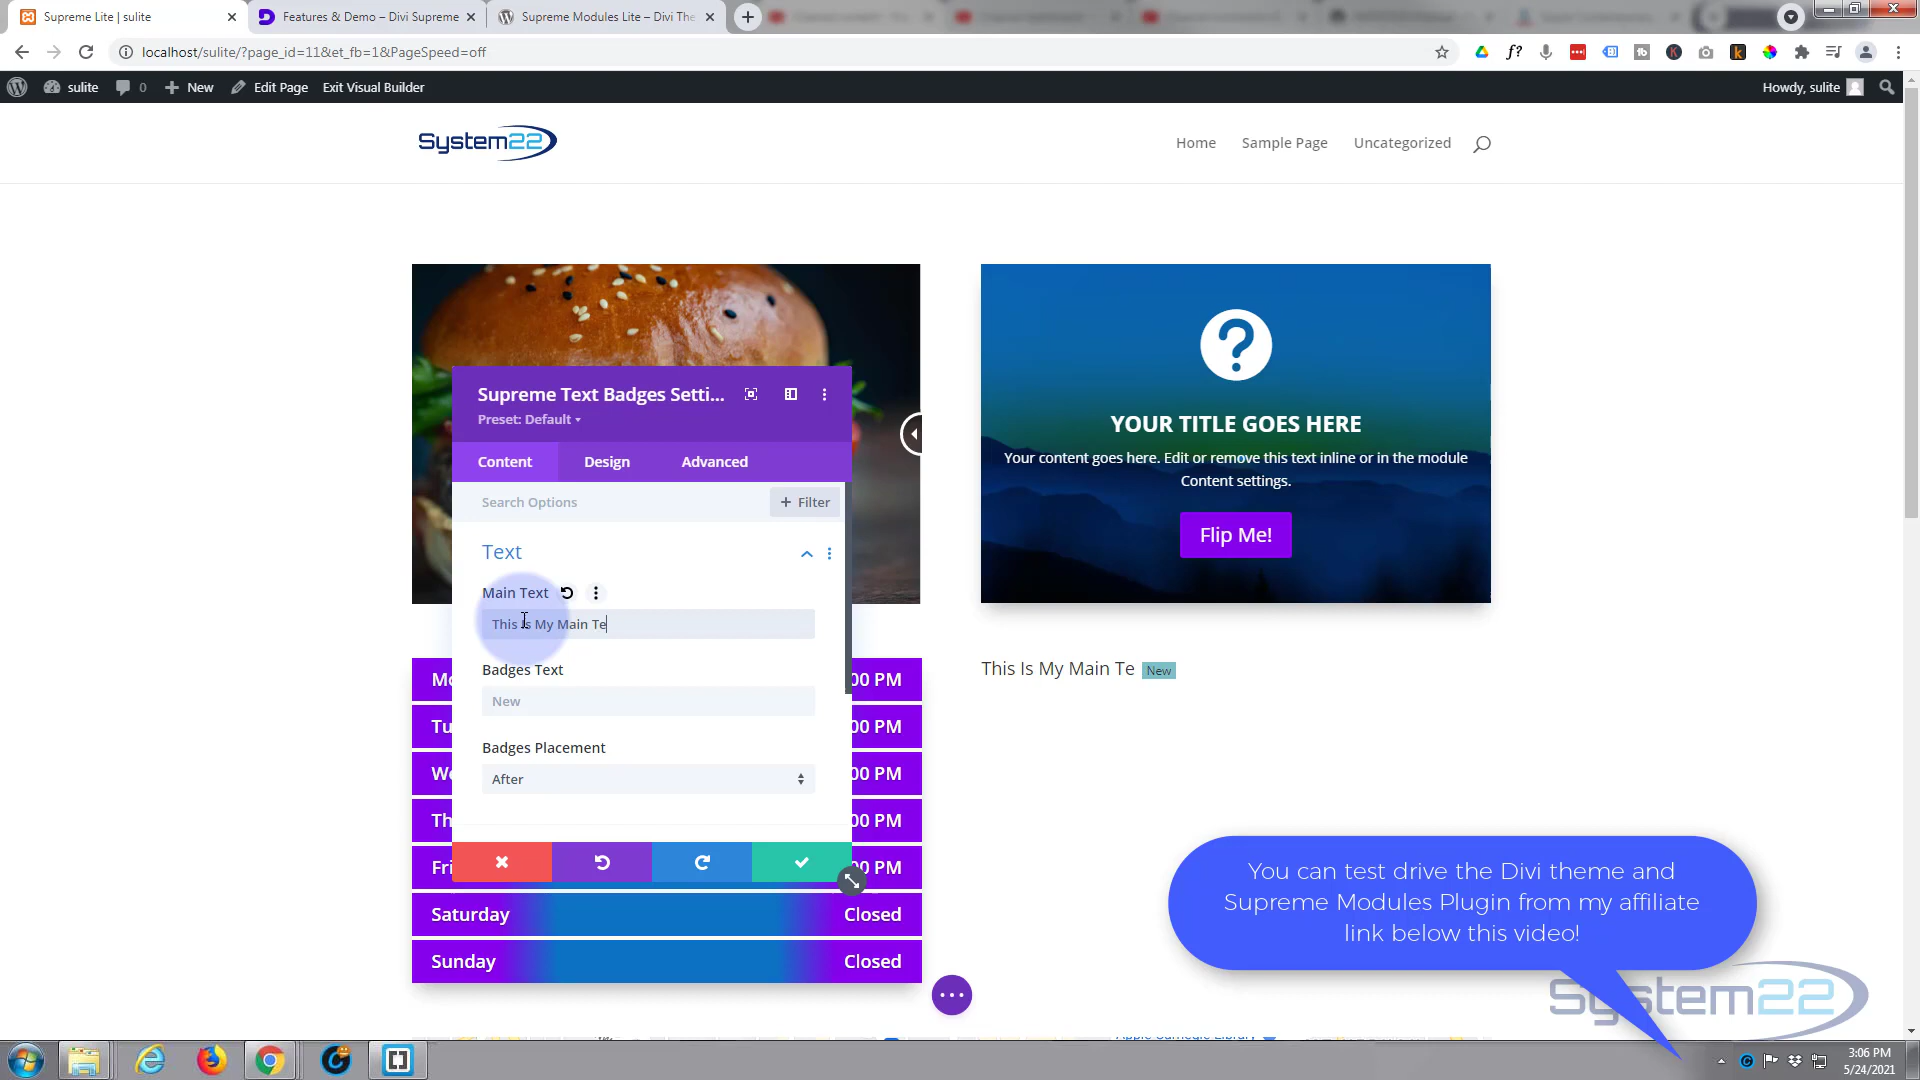 Supreme Lite | sulite
Features & Demo – Divi Supreme
Supreme Modules Lite – Divi The
localhost/sulite/?page_id=11&et_fb=1&PageSpeed=off
sulite
0
New
Edit Page
Exit Visual Builder
Howdy, sulite
System22
Home
Sample Page
Uncategorized
Supreme Text Badges Setti...
Preset: Default
Content
Design
Advanced
Search Options
+ Filter
Text
Main Text
This Is My Main Te
Badges Text
New
Badges Placement
After
YOUR TITLE GOES HERE
Your content goes here. Edit or remove this text inline or in the module
Content settings.
Flip Me!
This Is My Main Te New
Mo
00 PM
Tu
00 PM
We
00 PM
Th
00 PM
Fri
00 PM
Saturday
Closed
Sunday
Closed
You can test drive the Divi theme and
Supreme Modules Plugin from my affiliate
link below this video!
System22
3:06 PM
5/24/2021